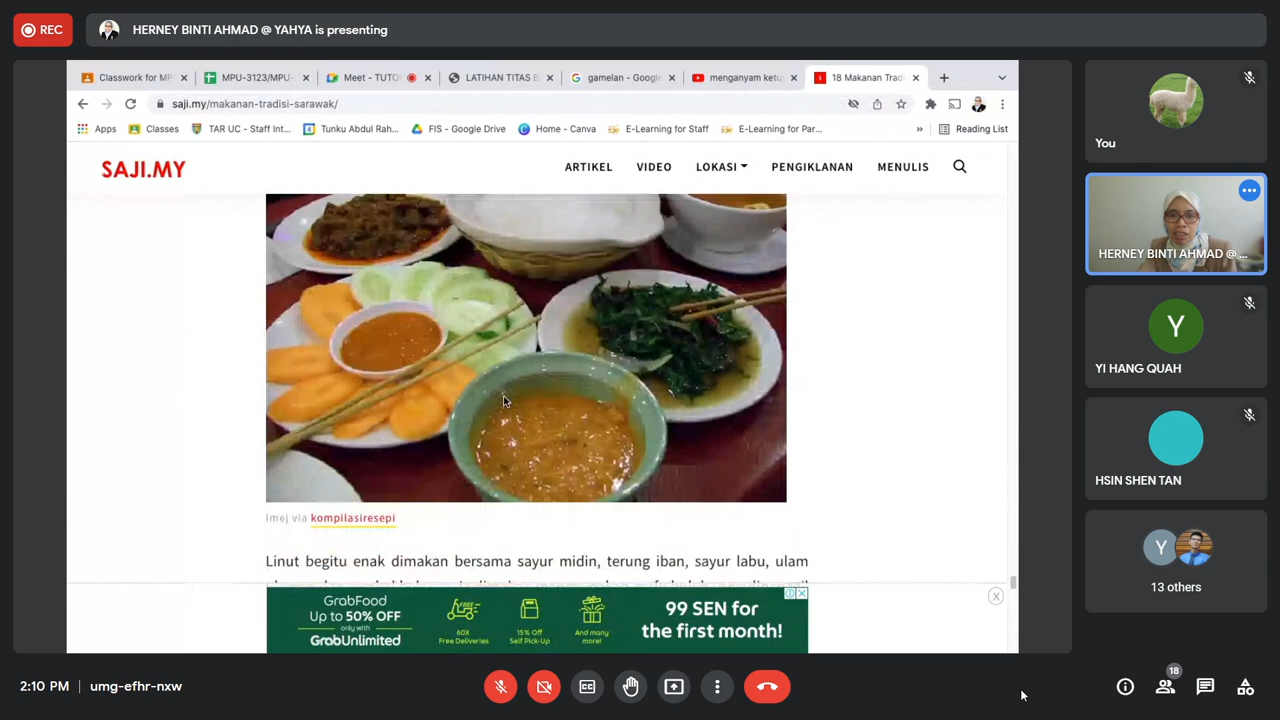 REC
HERNEY BINTI AHMAD @ YAHYA is presenting
Classwork for MP
MPU-3123/MPU-
Meet - TUTO
LATIHAN TITAS B
gamelan - Google
menganyam ketu
18 Makanan Trad
saji.my/makanan-tradisi-sarawak/
Apps
Classes
TAR UC - Staff Int...
Tunku Abdul Rah...
FIS - Google Drive
Home - Canva
E-Learning for Staff
E-Learning for Par...
»
Reading List
SAJI.MY
ARTIKEL
VIDEO
LOKASI
PENGIKLANAN
MENULIS
Imej via kompilasiresepi
Linut begitu enak dimakan bersama sayur midin, terung iban, sayur labu, ulam
GrabFood
Up to 50% OFF
only with
GrabUnlimited
60X
Free Deliveries
15% Off
Self Pick-Up
And many
more!
99 SEN for
the first month!
You
HERNEY BINTI AHMAD @ ...
Y
YI HANG QUAH
HSIN SHEN TAN
Y
13 others
2:10 PM
umg-efhr-nxw
18